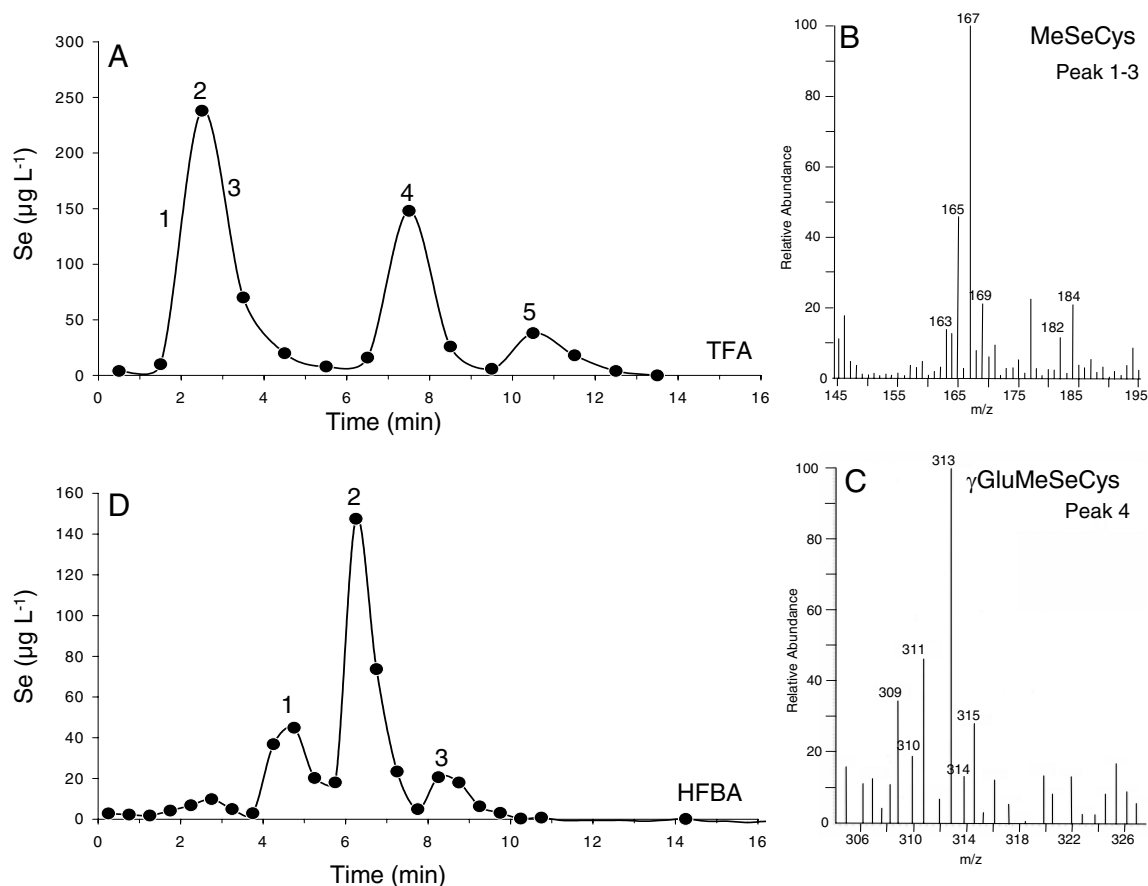 A
300
250
200
150
100
50
0
Se (µg L⁻¹)
1
2
3
4
5
TFA
0 2 4 6 8 10 12 14 16
Time (min)
B
MeSeCys
Peak 1-3
100
80
60
40
20
0
Relative Abundance
163
165
167
169
182
184
145 155 165 175 185 195
m/z
D
160
140
120
100
80
60
40
20
0
Se (µg L⁻¹)
1
2
3
HFBA
0 2 4 6 8 10 12 14 16
Time (min)
C
γGluMeSeCys
Peak 4
100
80
60
40
20
0
Relative Abundance
309
310
311
313
314
315
306 310 314 318 322 326
m/z